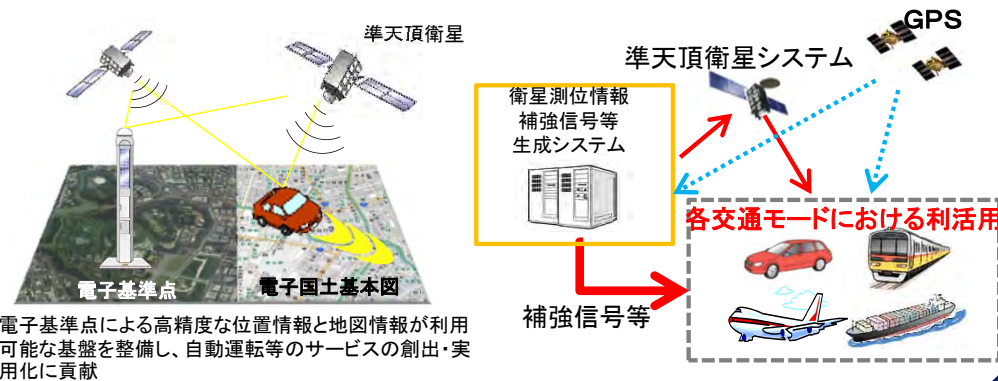 準天頂衛星
電子基準点
電子国土基本図
電子基準点による高精度な位置情報と地図情報が利用
可能な基盤を整備し、自動運転等のサービスの創出・実
用化に貢献
GPS
準天頂衛星システム
衛星測位情報
補強信号等
生成システム
各交通モードにおける利活用
補強信号等